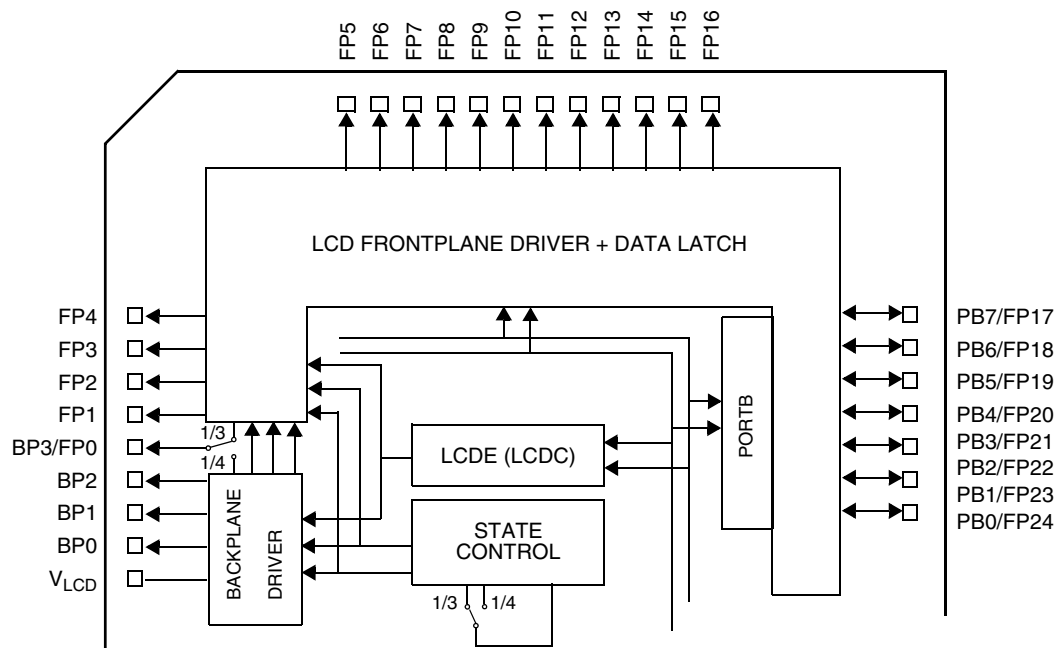 FP5
FP6
FP7
FP8
FP9
FP10
FP11
FP12
FP13
FP14
FP15
FP16
LCD FRONTPLANE DRIVER + DATA LATCH
FP4
FP3
FP2
FP1
BP3/FP0
BP2
BP1
BP0
VLCD
1/3
1/4
BACKPLANE
DRIVER
LCDE (LCDC)
STATE
CONTROL
1/3
1/4
PORTB
PB7/FP17
PB6/FP18
PB5/FP19
PB4/FP20
PB3/FP21
PB2/FP22
PB1/FP23
PB0/FP24